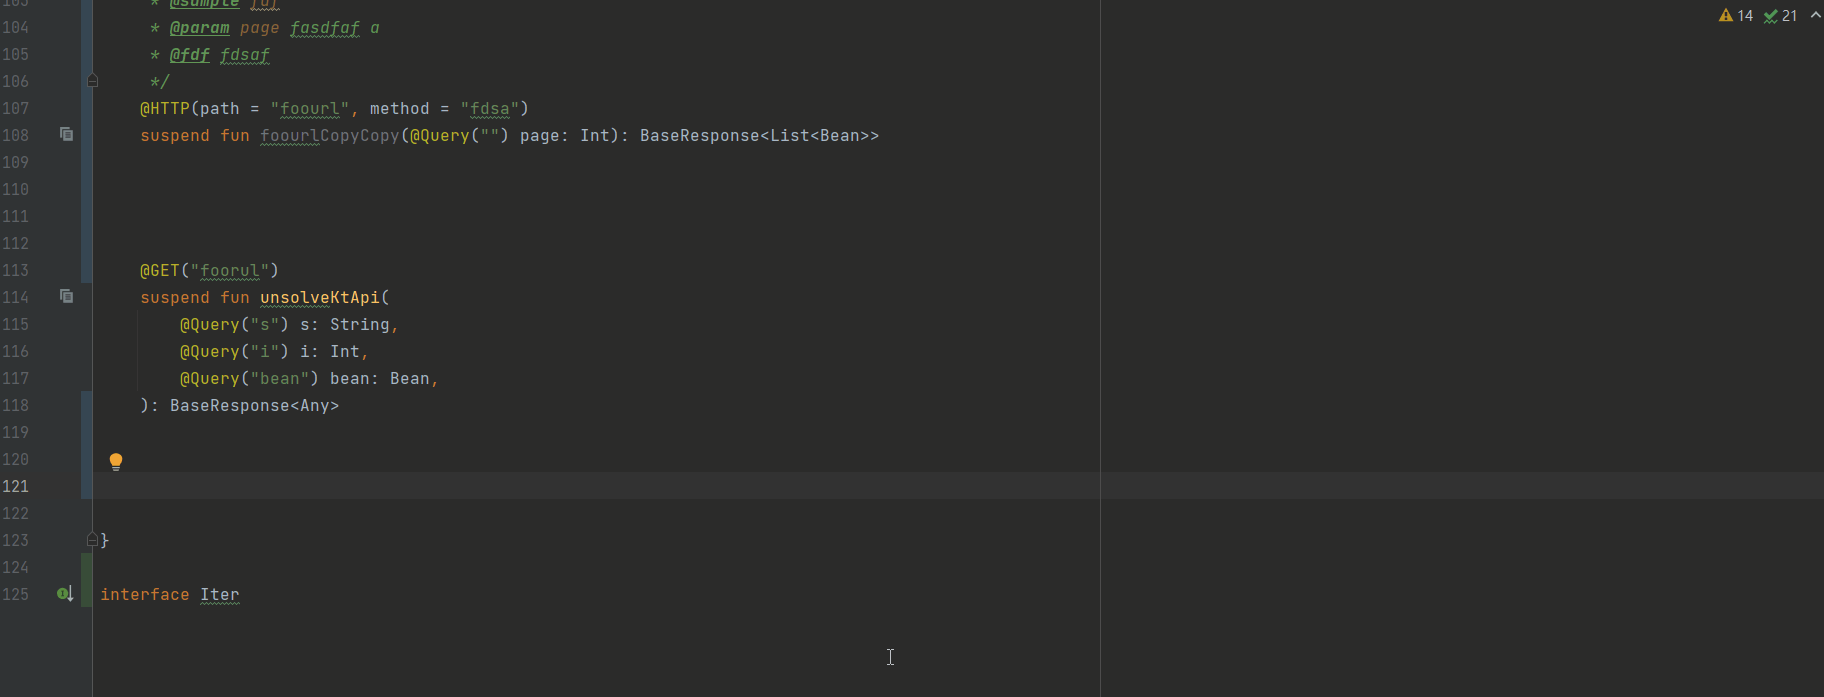 103 * @sample faf
14 21
104 * @param page fasdfaf a
105 * @fdf fdsaf
106 */
107 @HTTP(path = "foourl", method = "fdsa")
108 suspend fun foourlCopyCopy(@Query("") page: Int): BaseResponse<List<Bean>>
109
110
111
112
113 @GET("foorul")
114 suspend fun unsolveKtApi(
115 @Query("s") s: String,
116 @Query("i") i: Int,
117 @Query("bean") bean: Bean,
118 ): BaseResponse<Any>
119
120
121
122
123 }
124
125 interface Iter